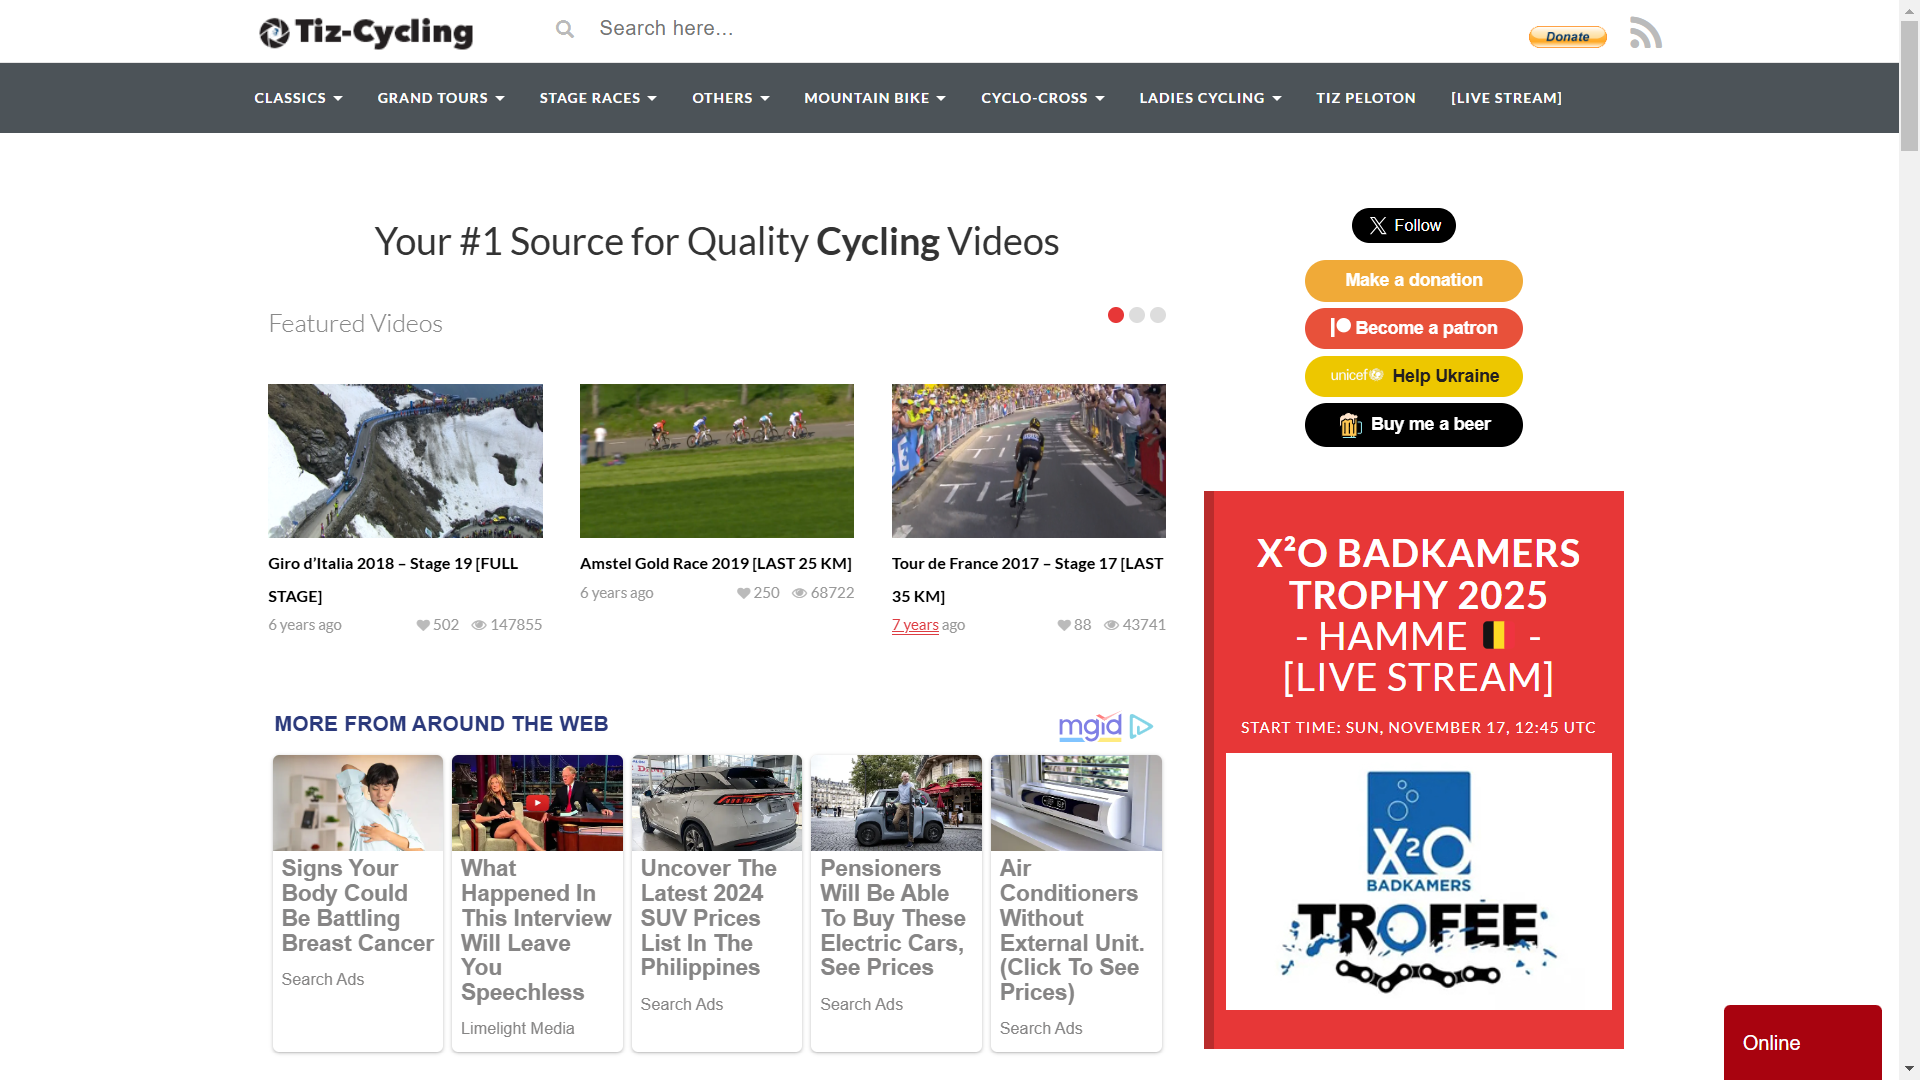 Tiz-Cycling
Search here...
Donate
CLASSICS
GRAND TOURS
STAGE RACES
OTHERS
MOUNTAIN BIKE
CYCLO-CROSS
LADIES CYCLING
TIZ PELOTON
[LIVE STREAM]
Your #1 Source for Quality Cycling Videos
Featured Videos
Giro d’Italia 2018 – Stage 19 [FULL
STAGE]
6 years ago 502 147855
Amstel Gold Race 2019 [LAST 25 KM]
6 years ago 250 68722
Tour de France 2017 – Stage 17 [LAST
35 KM]
7 years ago 88 43741
MORE FROM AROUND THE WEB
mgid
Signs Your
Body Could
Be Battling
Breast Cancer
Search Ads
What
Happened In
This Interview
Will Leave
You
Speechless
Limelight Media
Uncover The
Latest 2024
SUV Prices
List In The
Philippines
Search Ads
Pensioners
Will Be Able
To Buy These
Electric Cars,
See Prices
Search Ads
Air
Conditioners
Without
External Unit.
(Click To See
Prices)
Search Ads
Follow
Make a donation
Become a patron
unicef Help Ukraine
Buy me a beer
X²O BADKAMERS
TROPHY 2025
- HAMME -
[LIVE STREAM]
START TIME: SUN, NOVEMBER 17, 12:45 UTC
X²O
BADKAMERS
TROFEE
Online